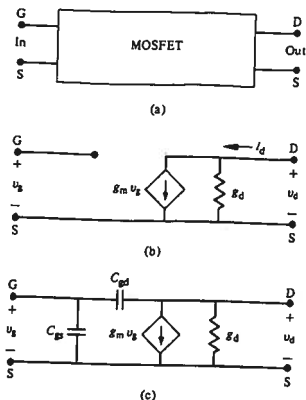 G
D
In
MOSFET
Out
S
S
(a)
I_d
G
D
+
+
v_g
g_m v_g
g_d
v_d
−
−
S
S
(b)
C_gd
G
D
+
+
v_g
C_gs
g_m v_g
g_d
v_d
−
−
S
S
(c)